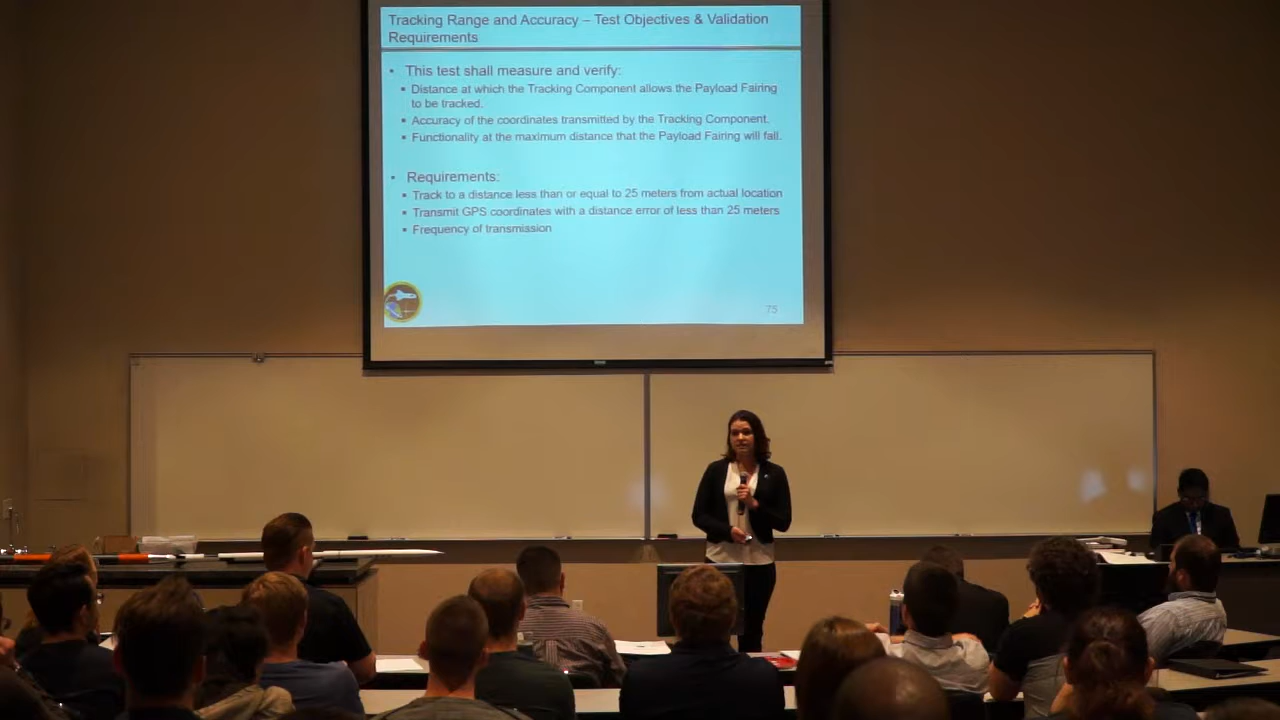 Tracking Range and Accuracy – Test Objectives & Validation
Requirements
• This test shall measure and verify:
▪ Distance at which the Tracking Component allows the Payload Fairing
to be tracked.
▪ Accuracy of the coordinates transmitted by the Tracking Component.
▪ Functionality at the maximum distance that the Payload Fairing will fall.
• Requirements:
▪ Track to a distance less than or equal to 25 meters from actual location
▪ Transmit GPS coordinates with a distance error of less than 25 meters
▪ Frequency of transmission
75